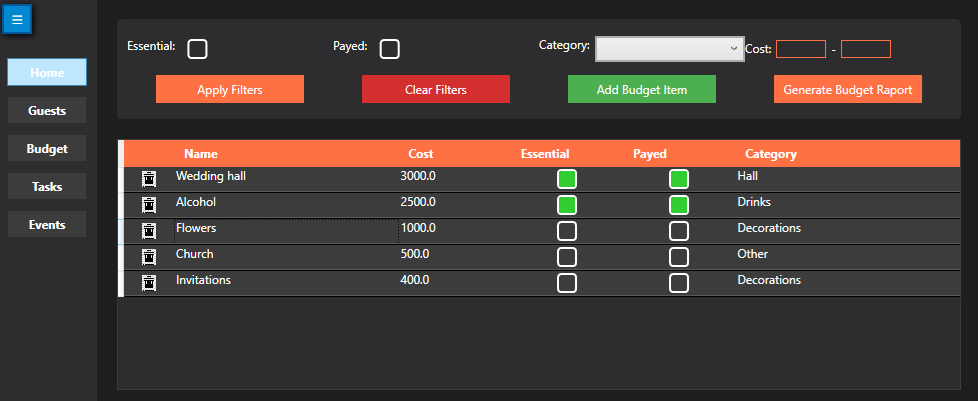 Essential: Payed: Category: Cost: -
Home
Apply Filters Clear Filters Add Budget Item Generate Budget Raport
Guests
Budget
Tasks
Events
Name Cost Essential Payed Category
Wedding hall 3000.0 Hall
Alcohol 2500.0 Drinks
Flowers 1000.0 Decorations
Church 500.0 Other
Invitations 400.0 Decorations